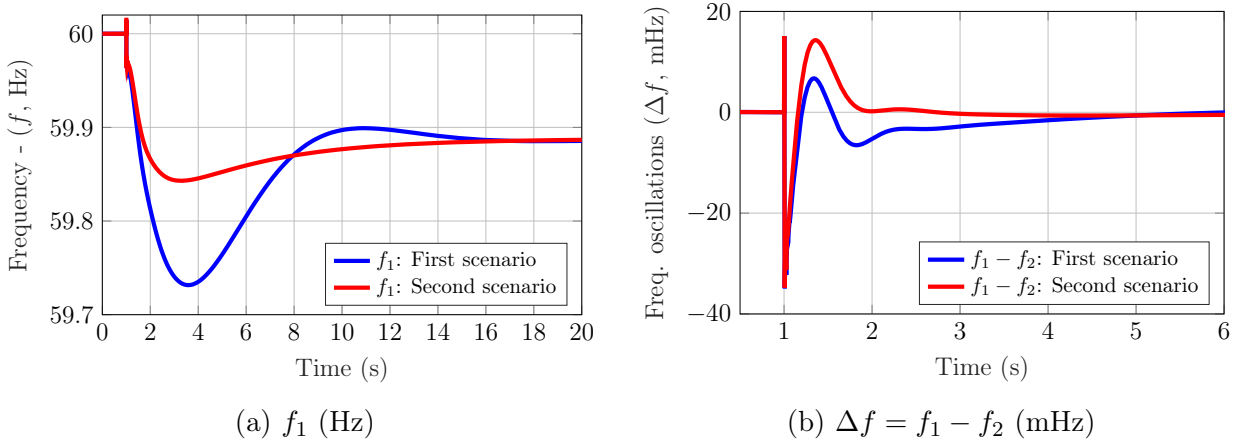 Frequency - (f, Hz)
60
59.9
59.8
59.7
0 2 4 6 8 10 12 14 16 18 20
Time (s)
f₁: First scenario
f₁: Second scenario
(a) f₁ (Hz)
Freq. oscillations (Δf, mHz)
20
0
−20
−40
1 2 3 4 5 6
Time (s)
f₁ − f₂: First scenario
f₁ − f₂: Second scenario
(b) Δf = f₁ − f₂ (mHz)